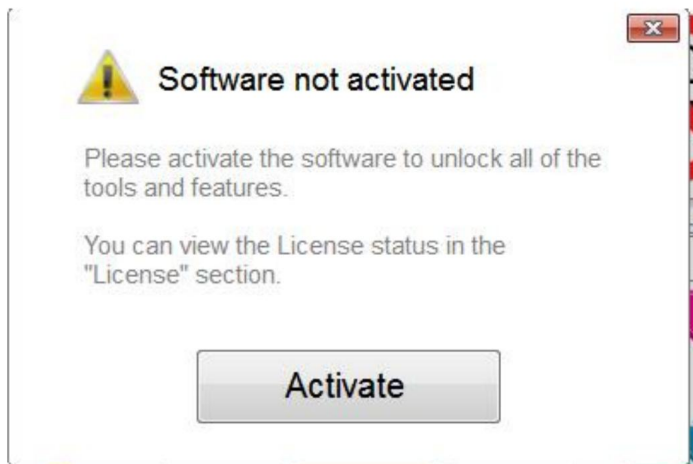 Software not activated
Please activate the software to unlock all of the
tools and features.
You can view the License status in the
"License" section.
Activate